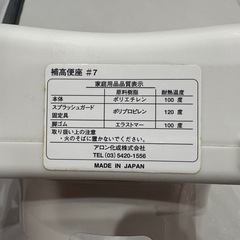 補高便座 #7
家庭用品品質表示
原料樹脂 耐熱温度
本体 ポリエチレン 100 度
スプラッシュガード
固定具 ポリプロピレン 120 度
脚ゴム エラストマー 100 度
取り扱い上の注意
・火のそばに置かないでください。
アロン化成株式会社
TEL (03) 5420-1556
MADE IN JAPAN